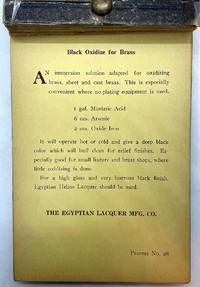 Black Oxidize for Brass
AN immersion solution adapted for oxidizing
brass, sheet and cast brass. This is especially
convenient where no plating equipment is used.
1 gal. Muriatic Acid
6 ozs. Arsenic
2 ozs. Oxide Iron
It will operate hot or cold and give a deep black
color which will buff clean for relief finishes. Es-
pecially good for small fixture and brass shops, where
little oxidizing is done.
For a high gloss and very lustrous black finish,
Egyptian Helios Lacquer should be used.
THE EGYPTIAN LACQUER MFG. CO.
Process No. 28